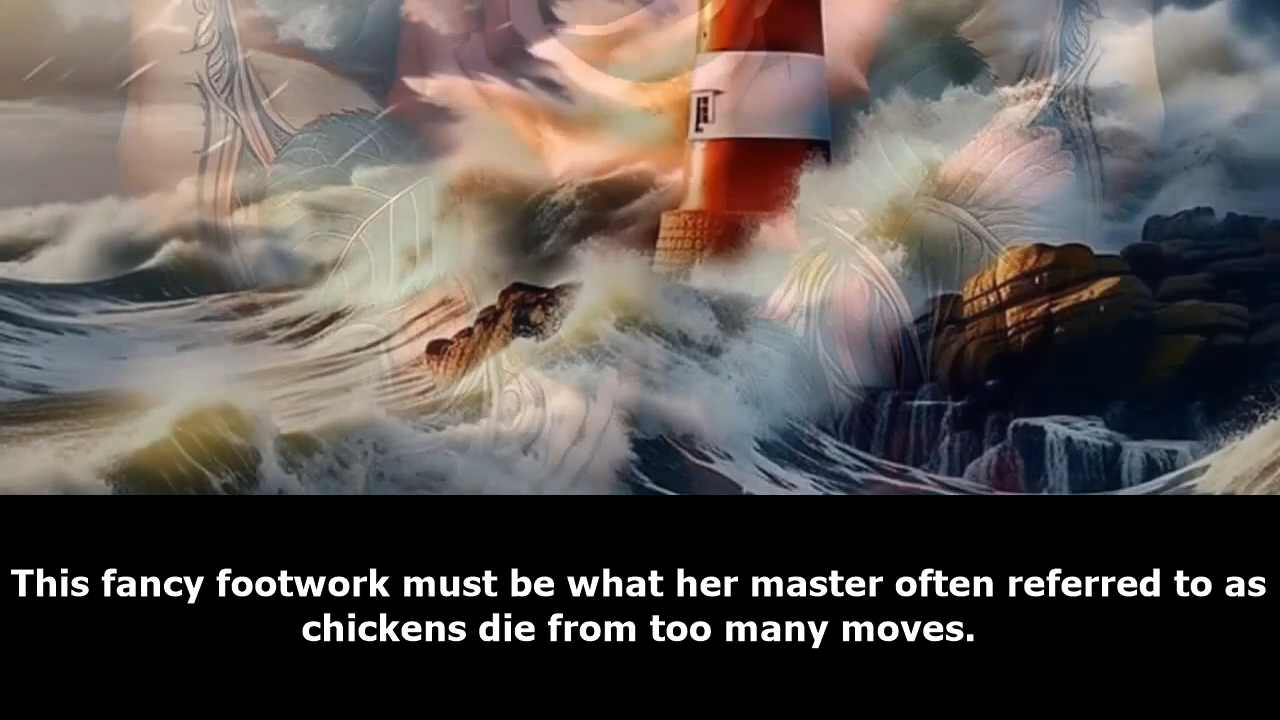 This fancy footwork must be what her master often referred to as
chickens die from too many moves.